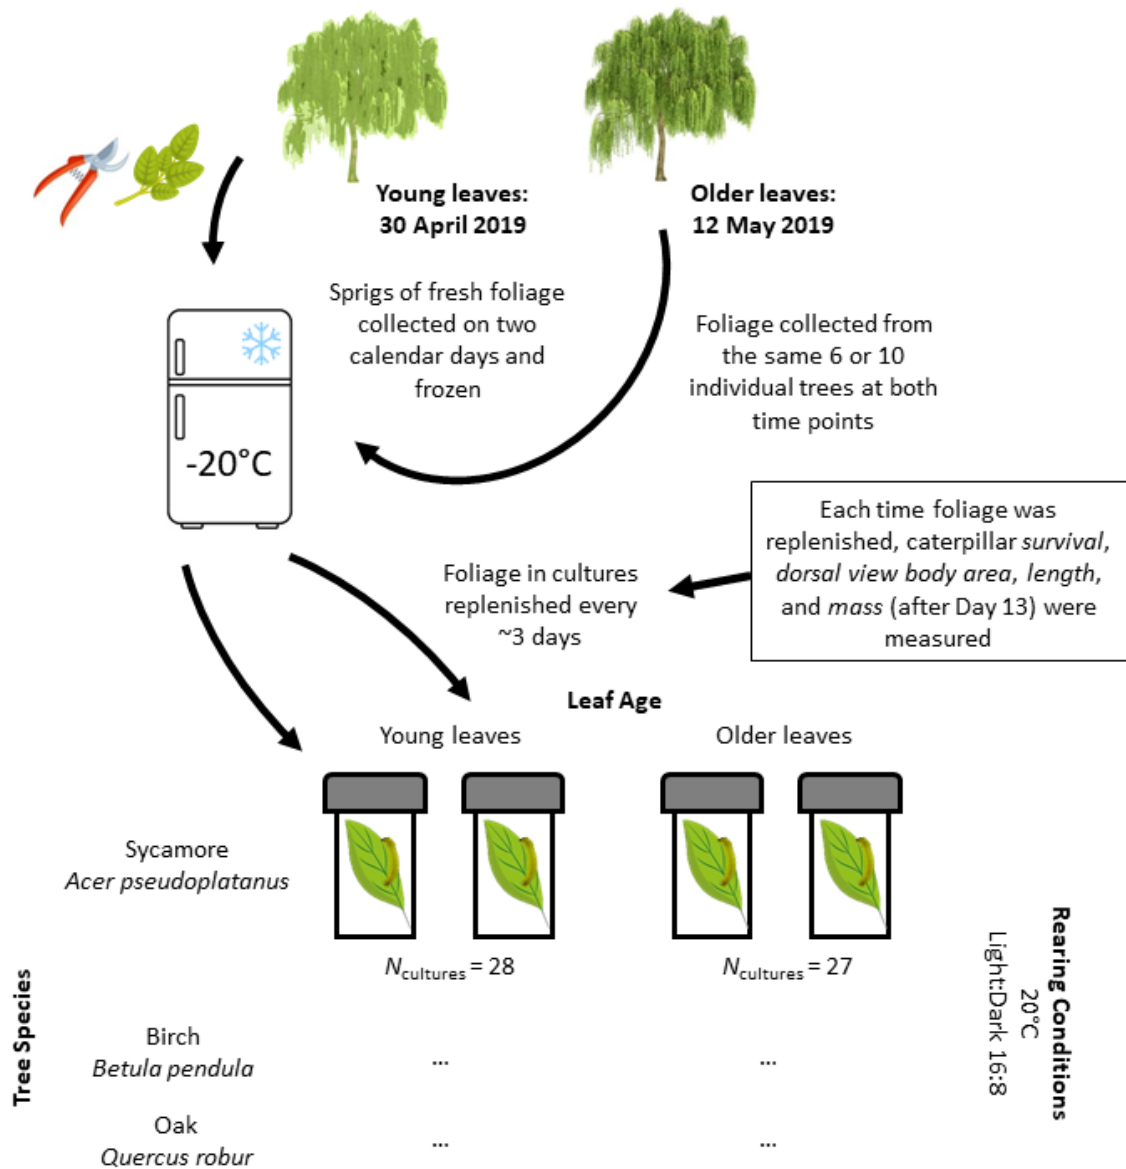 Young leaves:
30 April 2019
Older leaves:
12 May 2019
Sprigs of fresh foliage
collected on two
calendar days and
frozen
Foliage collected from
the same 6 or 10
individual trees at both
time points
-20°C
Each time foliage was
replenished, caterpillar survival,
dorsal view body area, length,
and mass (after Day 13) were
measured
Foliage in cultures
replenished every
~3 days
Leaf Age
Young leaves
Older leaves
Sycamore
Acer pseudoplatanus
Ncultures = 28
Ncultures = 27
Tree Species
Birch
Betula pendula
...
...
Oak
Quercus robur
...
...
Rearing Conditions
20°C
Light:Dark 16:8